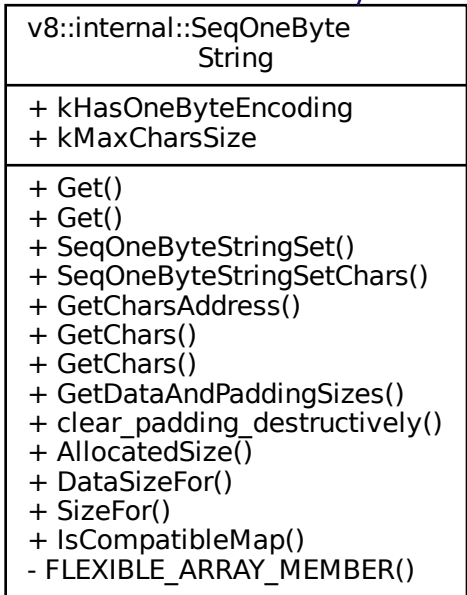 v8::internal::SeqOneByte
String
+ kHasOneByteEncoding
+ kMaxCharsSize
+ Get()
+ Get()
+ SeqOneByteStringSet()
+ SeqOneByteStringSetChars()
+ GetCharsAddress()
+ GetChars()
+ GetChars()
+ GetDataAndPaddingSizes()
+ clear_padding_destructively()
+ AllocatedSize()
+ DataSizeFor()
+ SizeFor()
+ IsCompatibleMap()
- FLEXIBLE_ARRAY_MEMBER()